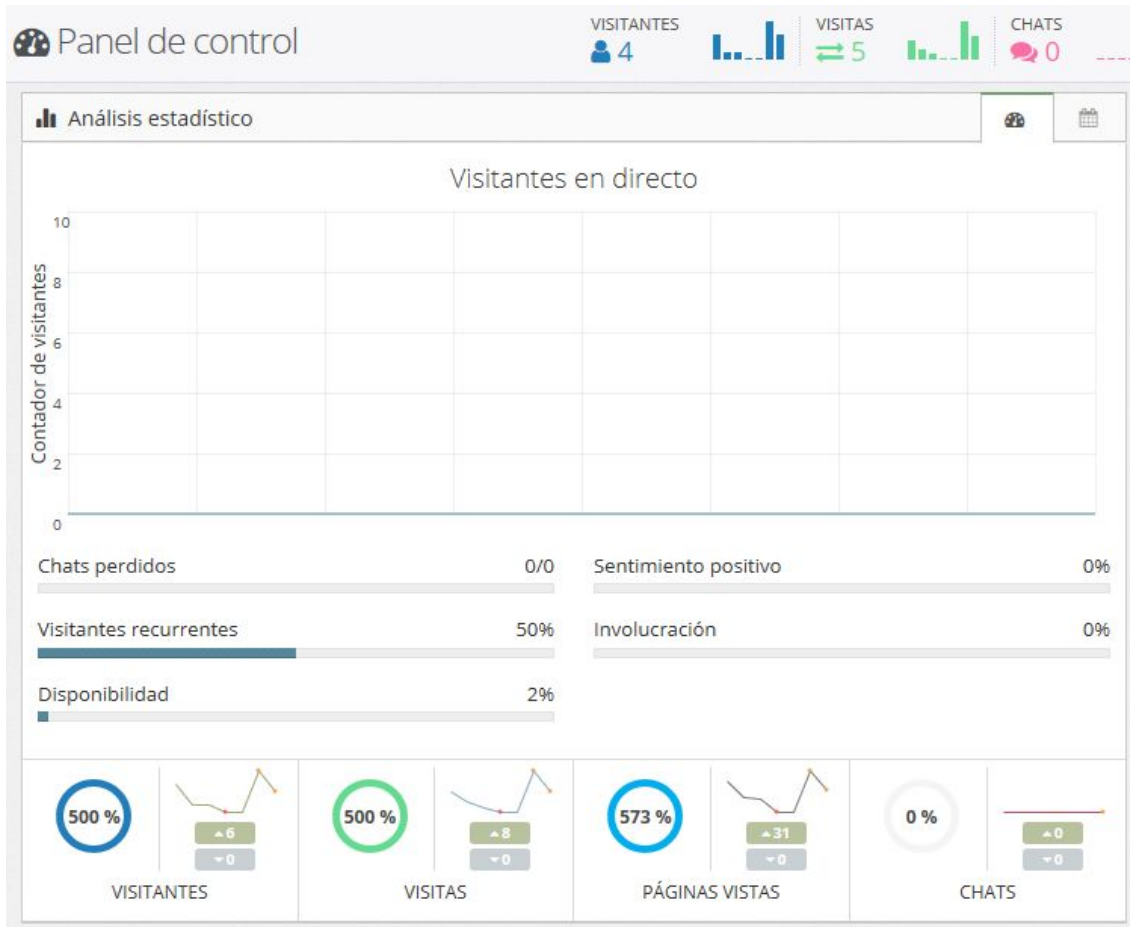 Panel de control
VISITANTES
4
VISITAS
5
CHATS
0
Análisis estadístico
Visitantes en directo
Contador de visitantes
10
8
6
4
2
0
Chats perdidos 0/0
Sentimiento positivo 0%
Visitantes recurrentes 50%
Involucración 0%
Disponibilidad 2%
500 %
6
0
VISITANTES
500 %
8
0
VISITAS
573 %
31
0
PÁGINAS VISTAS
0 %
0
0
CHATS